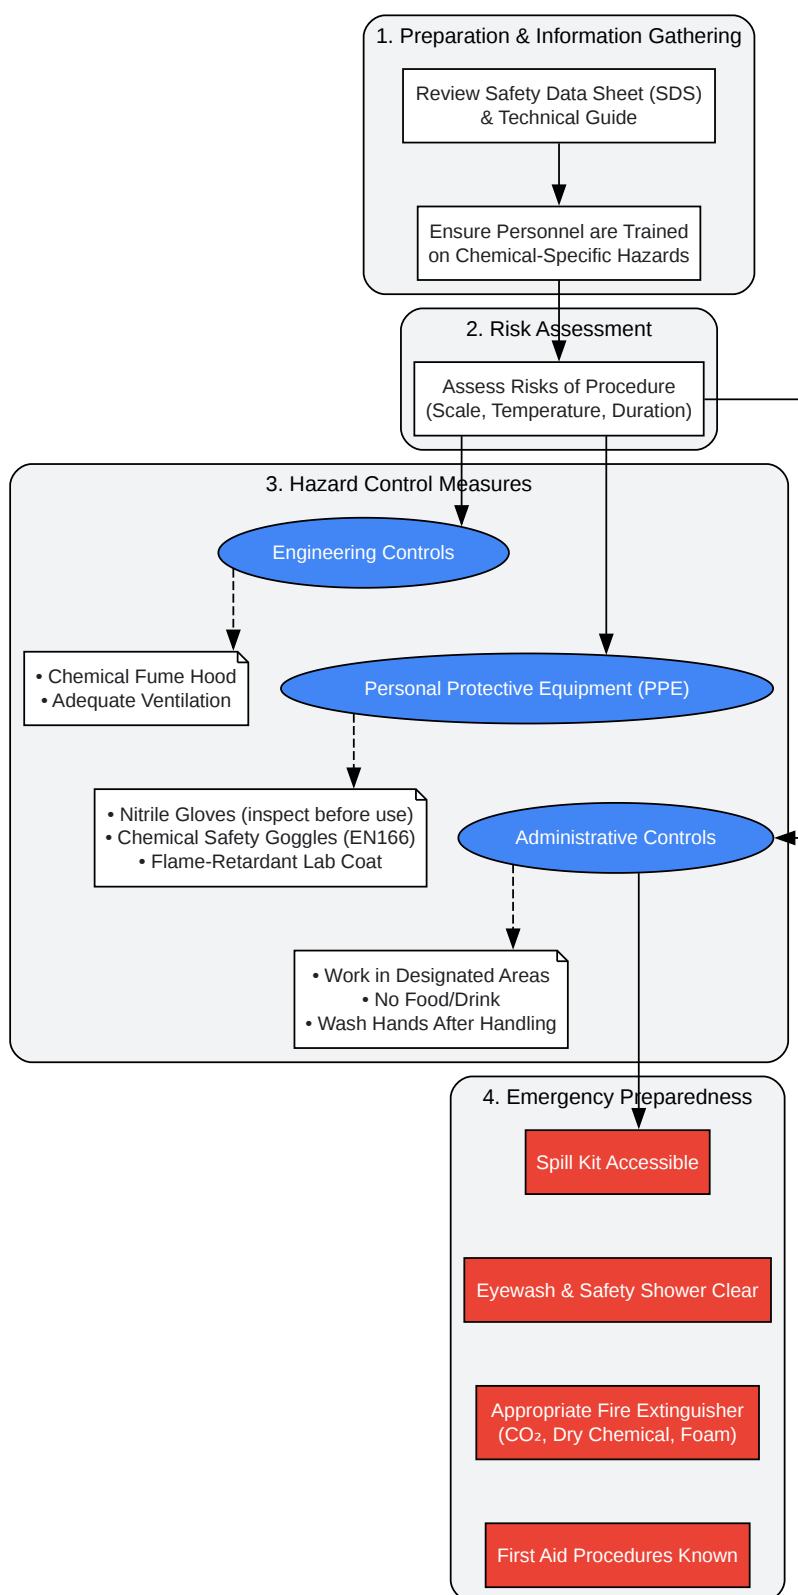 1. Preparation & Information Gathering
Review Safety Data Sheet (SDS)
& Technical Guide
Ensure Personnel are Trained
on Chemical-Specific Hazards
2. Risk Assessment
Assess Risks of Procedure
(Scale, Temperature, Duration)
3. Hazard Control Measures
Engineering Controls
• Chemical Fume Hood
• Adequate Ventilation
Personal Protective Equipment (PPE)
• Nitrile Gloves (inspect before use)
• Chemical Safety Goggles (EN166)
• Flame-Retardant Lab Coat
Administrative Controls
• Work in Designated Areas
• No Food/Drink
• Wash Hands After Handling
4. Emergency Preparedness
Spill Kit Accessible
Eyewash & Safety Shower Clear
Appropriate Fire Extinguisher
(CO₂, Dry Chemical, Foam)
First Aid Procedures Known